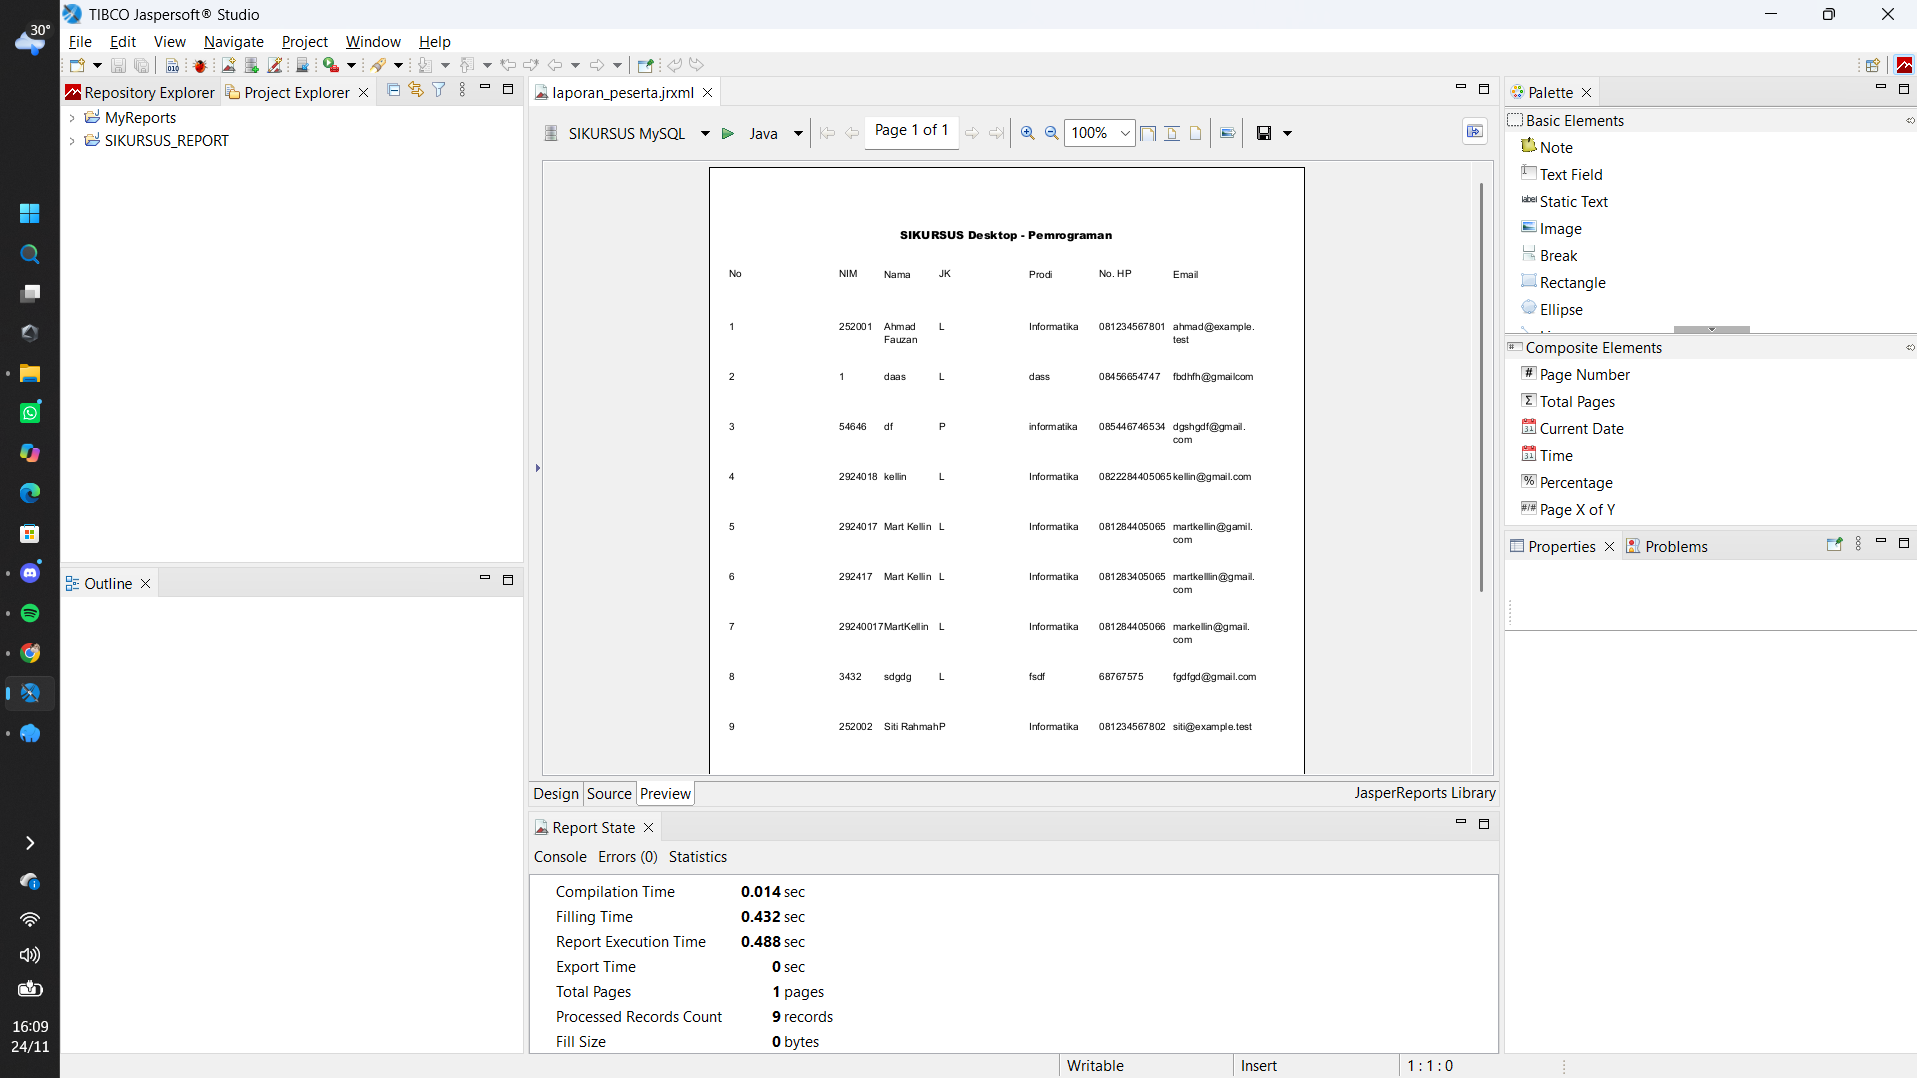 30°
TIBCO Jaspersoft® Studio
File Edit View Navigate Project Window Help
Repository Explorer Project Explorer
MyReports
SIKURSUS_REPORT
Outline
laporan_peserta.jrxml
SIKURSUS MySQL Java Page 1 of 1 100%
SIKURSUS Desktop - Pemrograman
No NIM Nama JK Prodi No. HP Email
1 252001 Ahmad Fauzan L Informatika 081234567801 ahmad@example.test
2 1 daas L dass 08456654747 fbdhfh@gmailcom
3 54646 df P informatika 085446746534 dgshgdf@gmail.com
4 2924018 kellin L Informatika 0822284405065 kellin@gmail.com
5 2924017 Mart Kellin L Informatika 081284405065 martkellin@gamil.com
6 292417 Mart Kellin L Informatika 081283405065 martkelllin@gmail.com
7 29240017 MartKellin L Informatika 081284405066 markellin@gmail.com
8 3432 sdgdg L fsdf 68767575 fgdfgd@gmail.com
9 252002 Siti Rahmah P Informatika 081234567802 siti@example.test
Design Source Preview JasperReports Library
Report State
Console Errors (0) Statistics
Compilation Time 0.014 sec
Filling Time 0.432 sec
Report Execution Time 0.488 sec
Export Time 0 sec
Total Pages 1 pages
Processed Records Count 9 records
Fill Size 0 bytes
Palette
Basic Elements
Note
Text Field
label Static Text
Image
Break
Rectangle
Ellipse
Composite Elements
# Page Number
Σ Total Pages
31 Current Date
31 Time
% Percentage
#/# Page X of Y
Properties Problems
Writable Insert 1 : 1 : 0
16:09
24/11